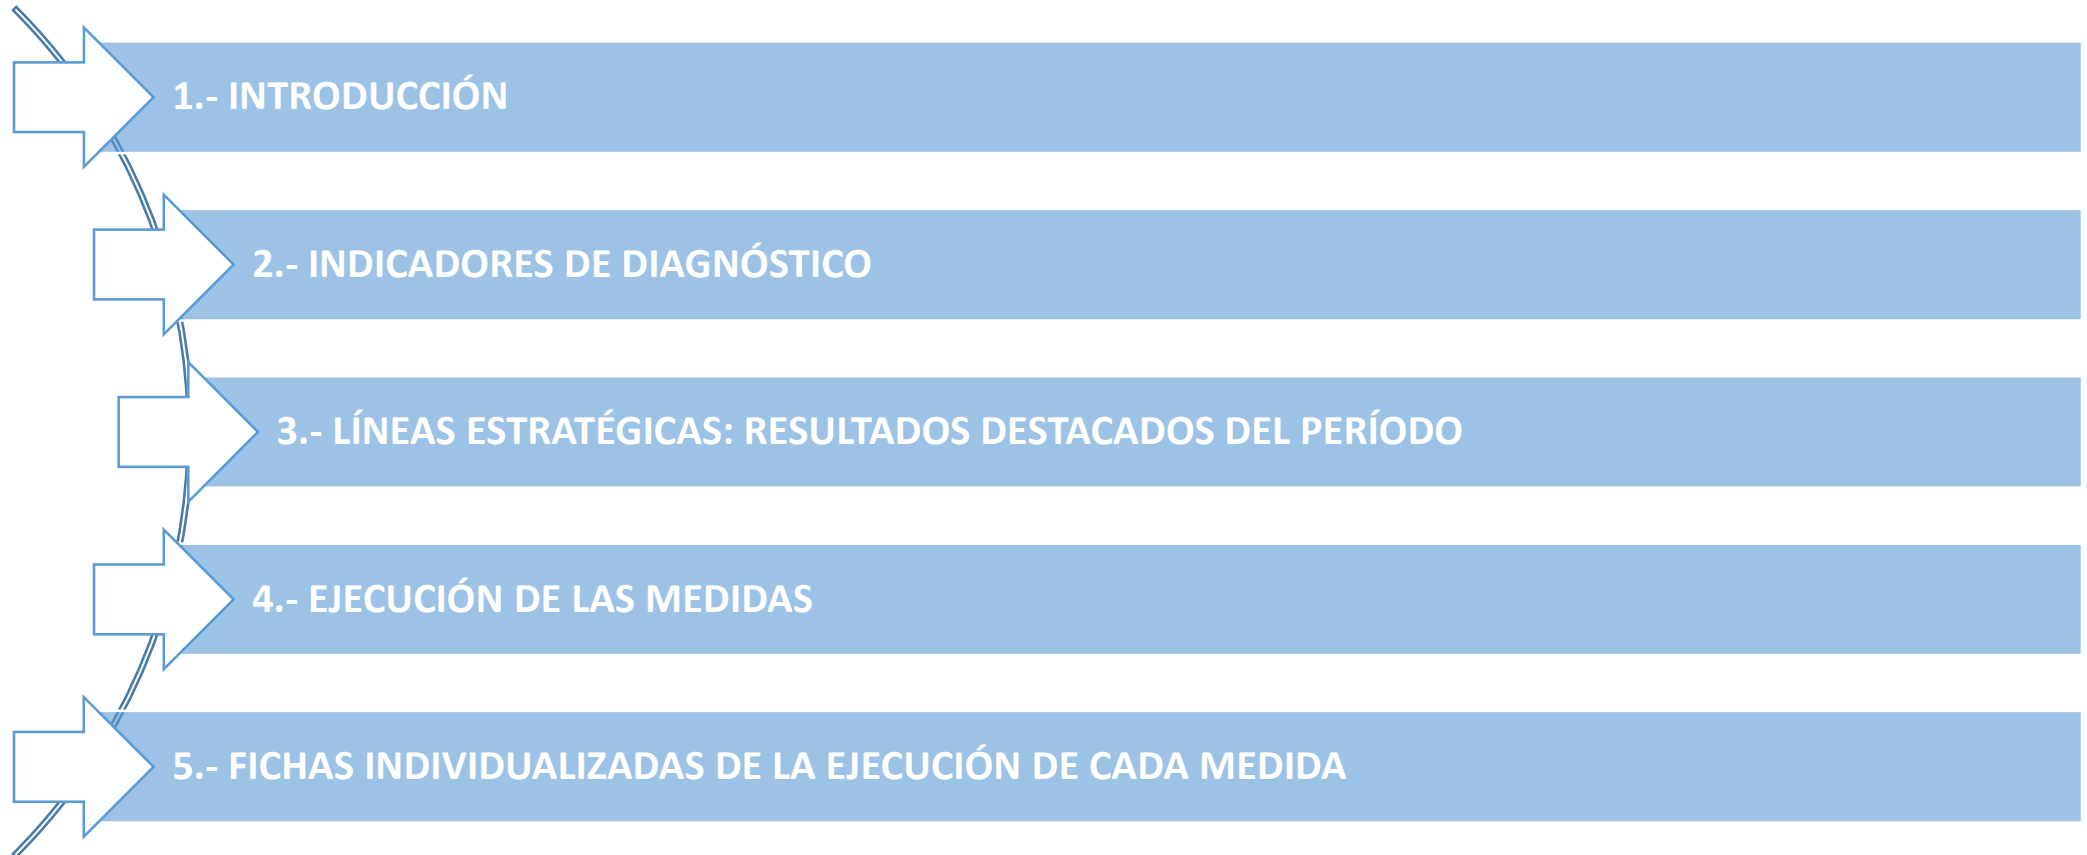 1.- INTRODUCCIÓN
2.- INDICADORES DE DIAGNÓSTICO
3.- LÍNEAS ESTRATÉGICAS: RESULTADOS DESTACADOS DEL PERÍODO
4.- EJECUCIÓN DE LAS MEDIDAS
5.- FICHAS INDIVIDUALIZADAS DE LA EJECUCIÓN DE CADA MEDIDA